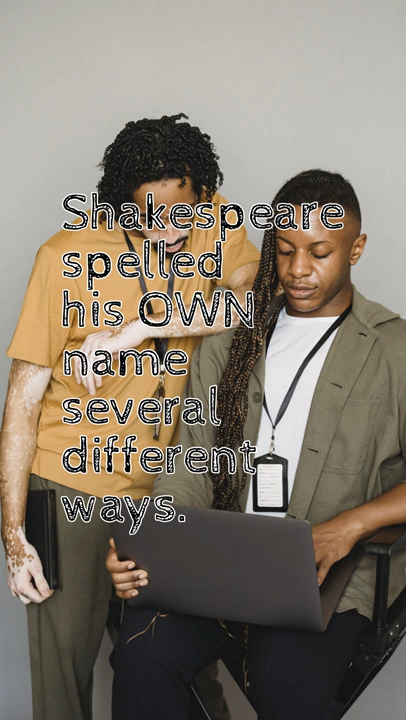 Shakespeare
spelled
his OWN
name
several
different
ways.